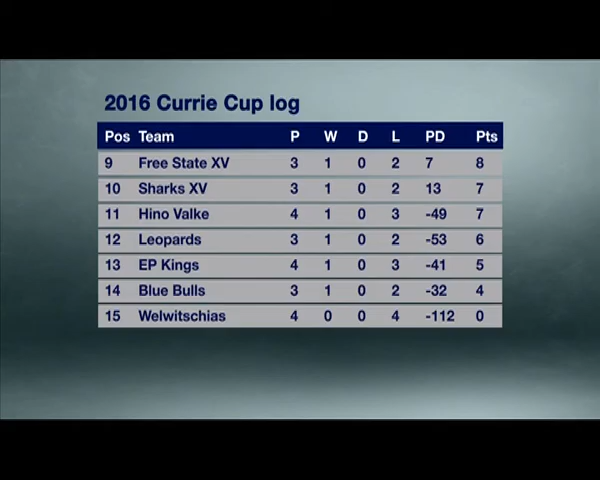 2016 Currie Cup log
Pos Team P W D L PD Pts
9 Free State XV 3 1 0 2 7 8
10 Sharks XV 3 1 0 2 13 7
11 Hino Valke 4 1 0 3 -49 7
12 Leopards 3 1 0 2 -53 6
13 EP Kings 4 1 0 3 -41 5
14 Blue Bulls 3 1 0 2 -32 4
15 Welwitschias 4 0 0 4 -112 0